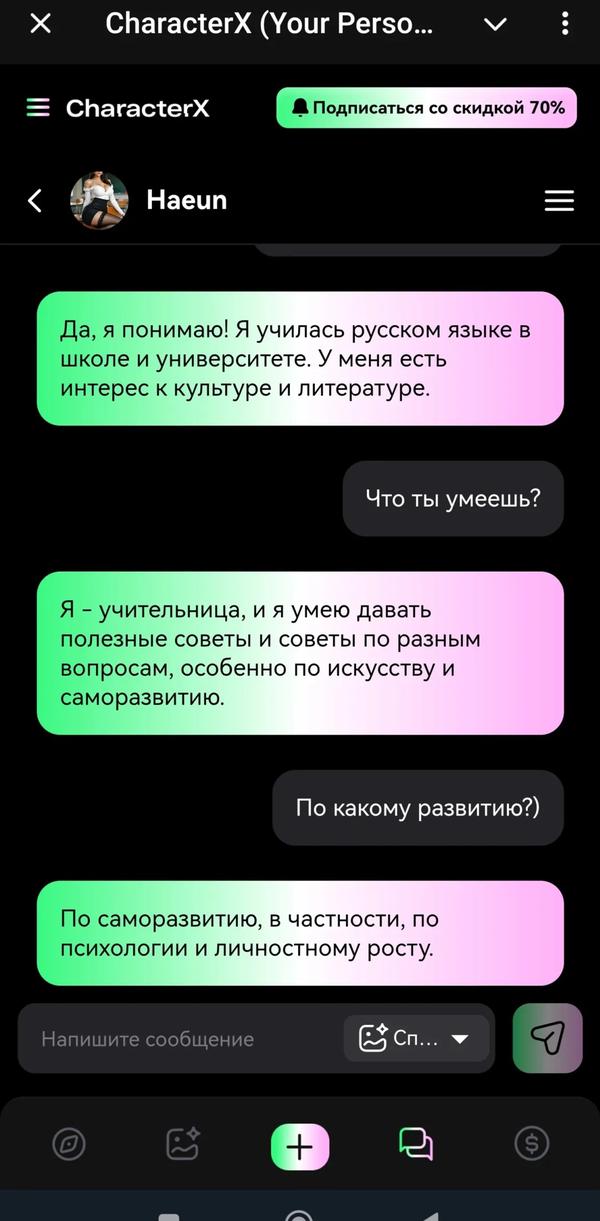 CharacterX (Your Perso...
CharacterX
Подписаться со скидкой 70%
Haeun
Да, я понимаю! Я училась русском языке в
школе и университете. У меня есть
интерес к культуре и литературе.
Что ты умеешь?
Я - учительница, и я умею давать
полезные советы и советы по разным
вопросам, особенно по искусству и
саморазвитию.
По какому развитию?)
По саморазвитию, в частности, по
психологии и личностному росту.
Напишите сообщение
Сп...